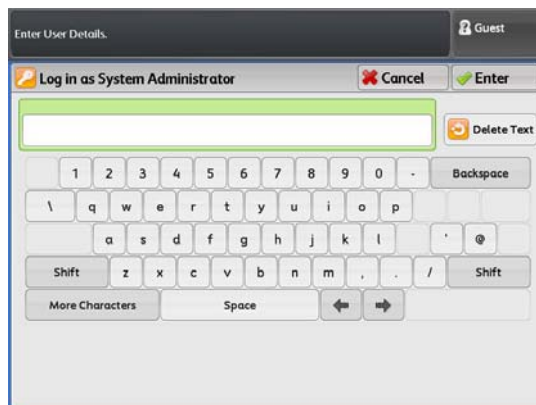 Enter User Details.
Guest
Log in as System Administrator
Cancel
Enter
Delete Text
1 2 3 4 5 6 7 8 9 0 - Backspace
\ q w e r t y u i o p
a s d f g h j k l ' @
Shift z x c v b n m , . / Shift
More Characters Space